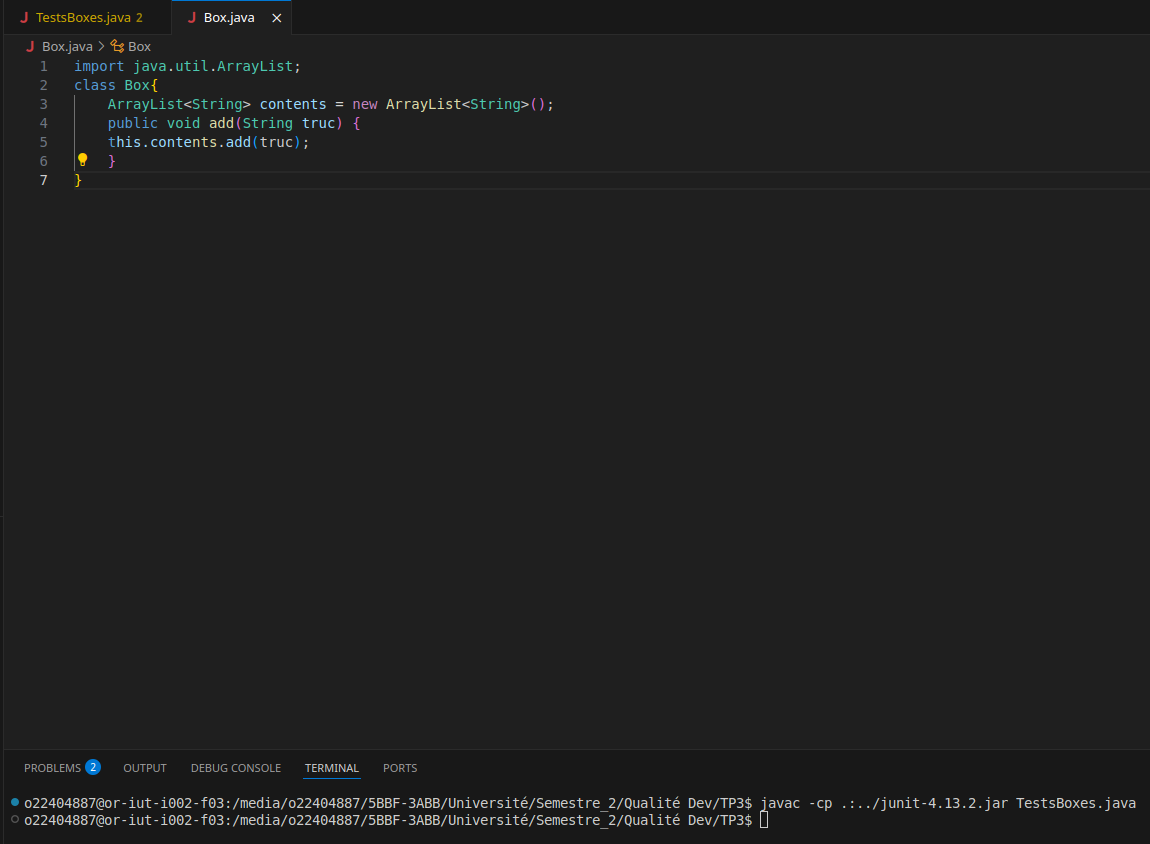 TestsBoxes.java 2 Box.java
Box.java > Box
1 import java.util.ArrayList;
2 class Box{
3 ArrayList<String> contents = new ArrayList<String>();
4 public void add(String truc) {
5 this.contents.add(truc);
6 }
7 }
PROBLEMS 2 OUTPUT DEBUG CONSOLE TERMINAL PORTS
o22404887@or-iut-i002-f03:/media/o22404887/5BBF-3ABB/Université/Semestre_2/Qualité Dev/TP3$ javac -cp .:../junit-4.13.2.jar TestsBoxes.java
o22404887@or-iut-i002-f03:/media/o22404887/5BBF-3ABB/Université/Semestre_2/Qualité Dev/TP3$